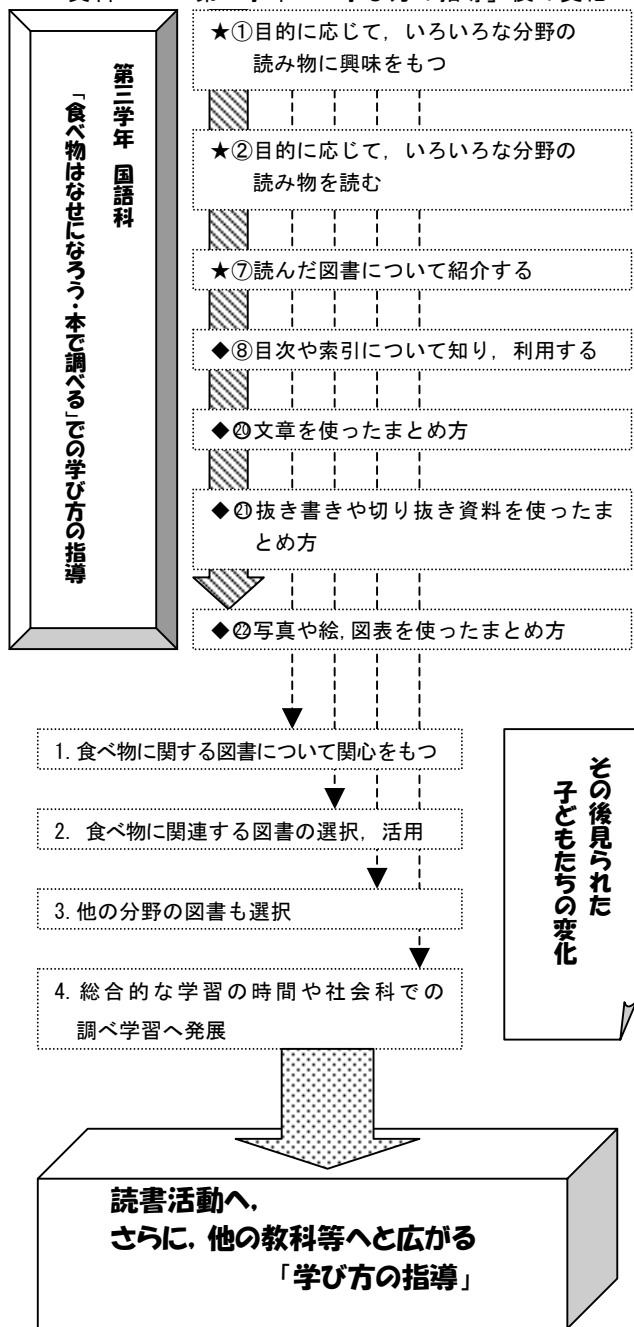 ★①目的に応じて，いろいろな分野の
読み物に興味をもつ
第三学年 国語科
「食べ物はなせになろう・本で調べる」での学び方の指導
★②目的に応じて，いろいろな分野の
読み物を読む
★⑦読んだ図書について紹介する
◆⑧目次や索引について知り，利用する
◆⑳文章を使ったまとめ方
◆㉑抜き書きや切り抜き資料を使ったま
とめ方
◆㉒写真や絵，図表を使ったまとめ方
1. 食べ物に関する図書について関心をもつ
2. 食べ物に関連する図書の選択，活用
3. 他の分野の図書も選択
4. 総合的な学習の時間や社会科での
調べ学習へ発展
その後見られた
子どもたちの変化
読書活動へ，
さらに，他の教科等へと広がる
「学び方の指導」